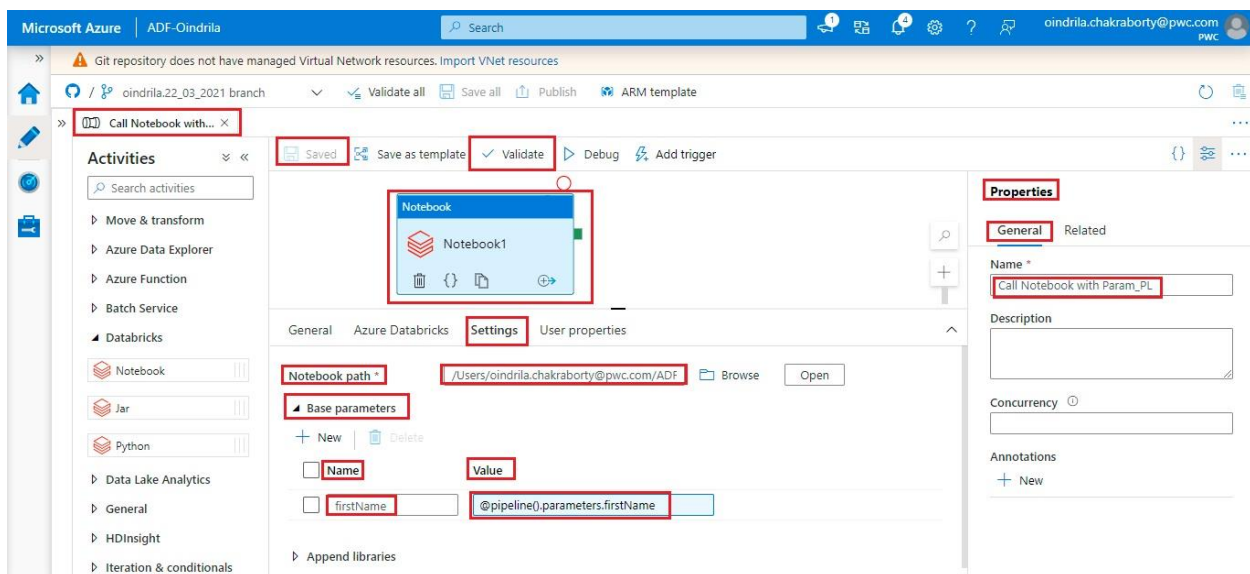 Microsoft Azure ADF-Oindrila Search 1 4 ? oindrila.chakraborty@pwc.com
PWC
Git repository does not have managed Virtual Network resources. Import VNet resources
/ oindrila.22_03_2021 branch Validate all Save all Publish ARM template
Call Notebook with... ×
Activities
Search activities
Move & transform
Azure Data Explorer
Azure Function
Batch Service
Databricks
Notebook
Jar
Python
Data Lake Analytics
General
HDInsight
Iteration & conditionals
Saved Save as template Validate Debug Add trigger {} ...
Notebook
Notebook1
{}
General Azure Databricks Settings User properties
Notebook path * /Users/oindrila.chakraborty@pwc.com/ADF Browse Open
Base parameters
+ New Delete
Name Value
firstName @pipeline().parameters.firstName
Append libraries
Properties
General Related
Name *
Call Notebook with Param_PL
Description
Concurrency
Annotations
+ New